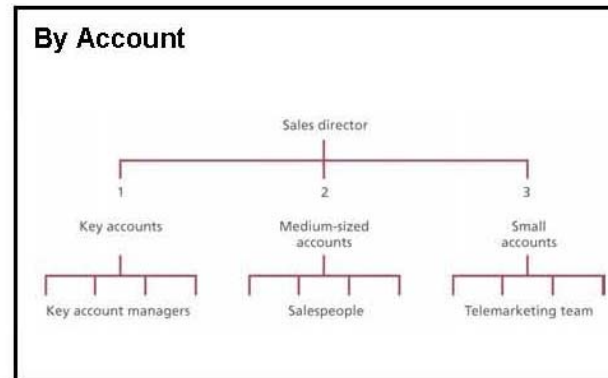 By Account
Sales director
1 2 3
Key accounts
Medium-sized
accounts
Small
accounts
Key account managers
Salespeople
Telemarketing team